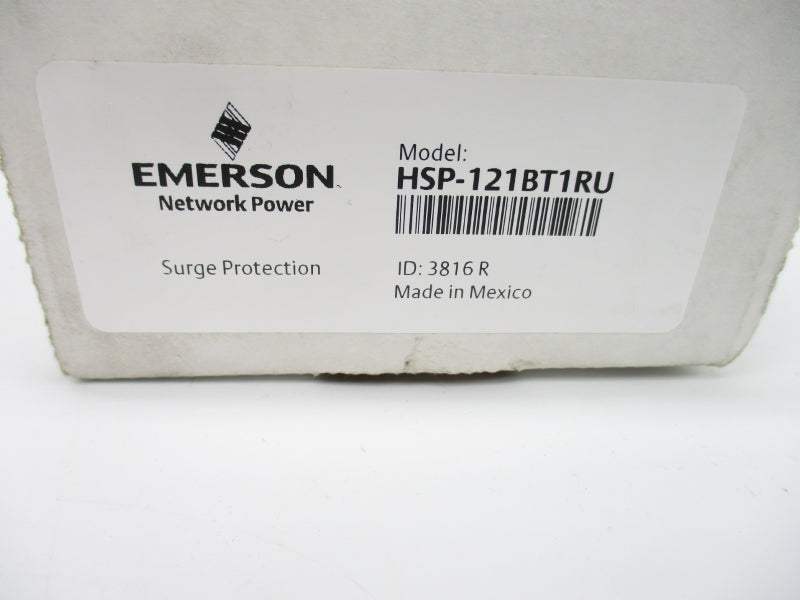 EMERSON
Network Power
Surge Protection
Model:
HSP-121BT1RU
ID: 3816 R
Made in Mexico